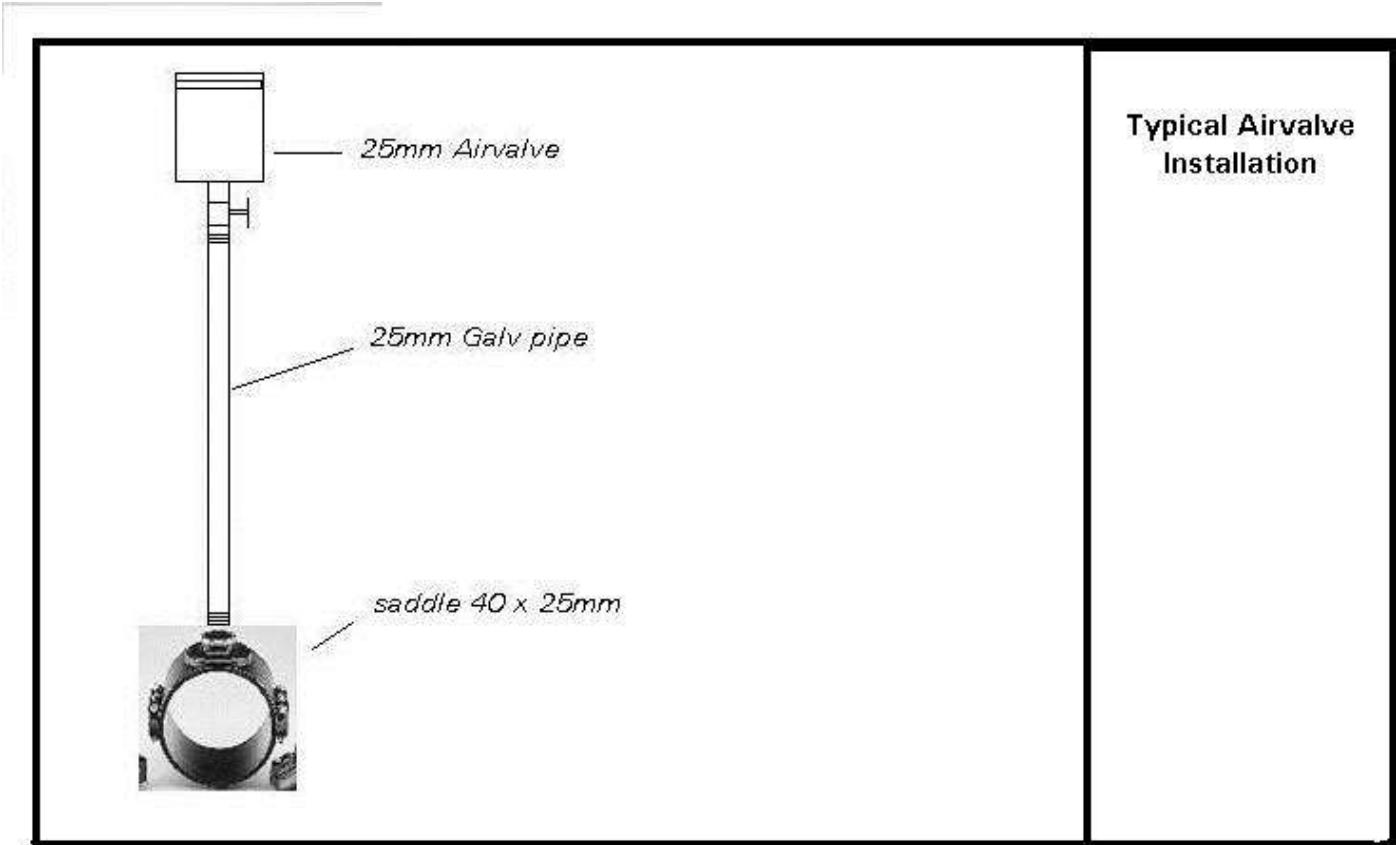 25mm Airvalve
25mm Galv pipe
saddle 40 x 25mm
Typical Airvalve
Installation